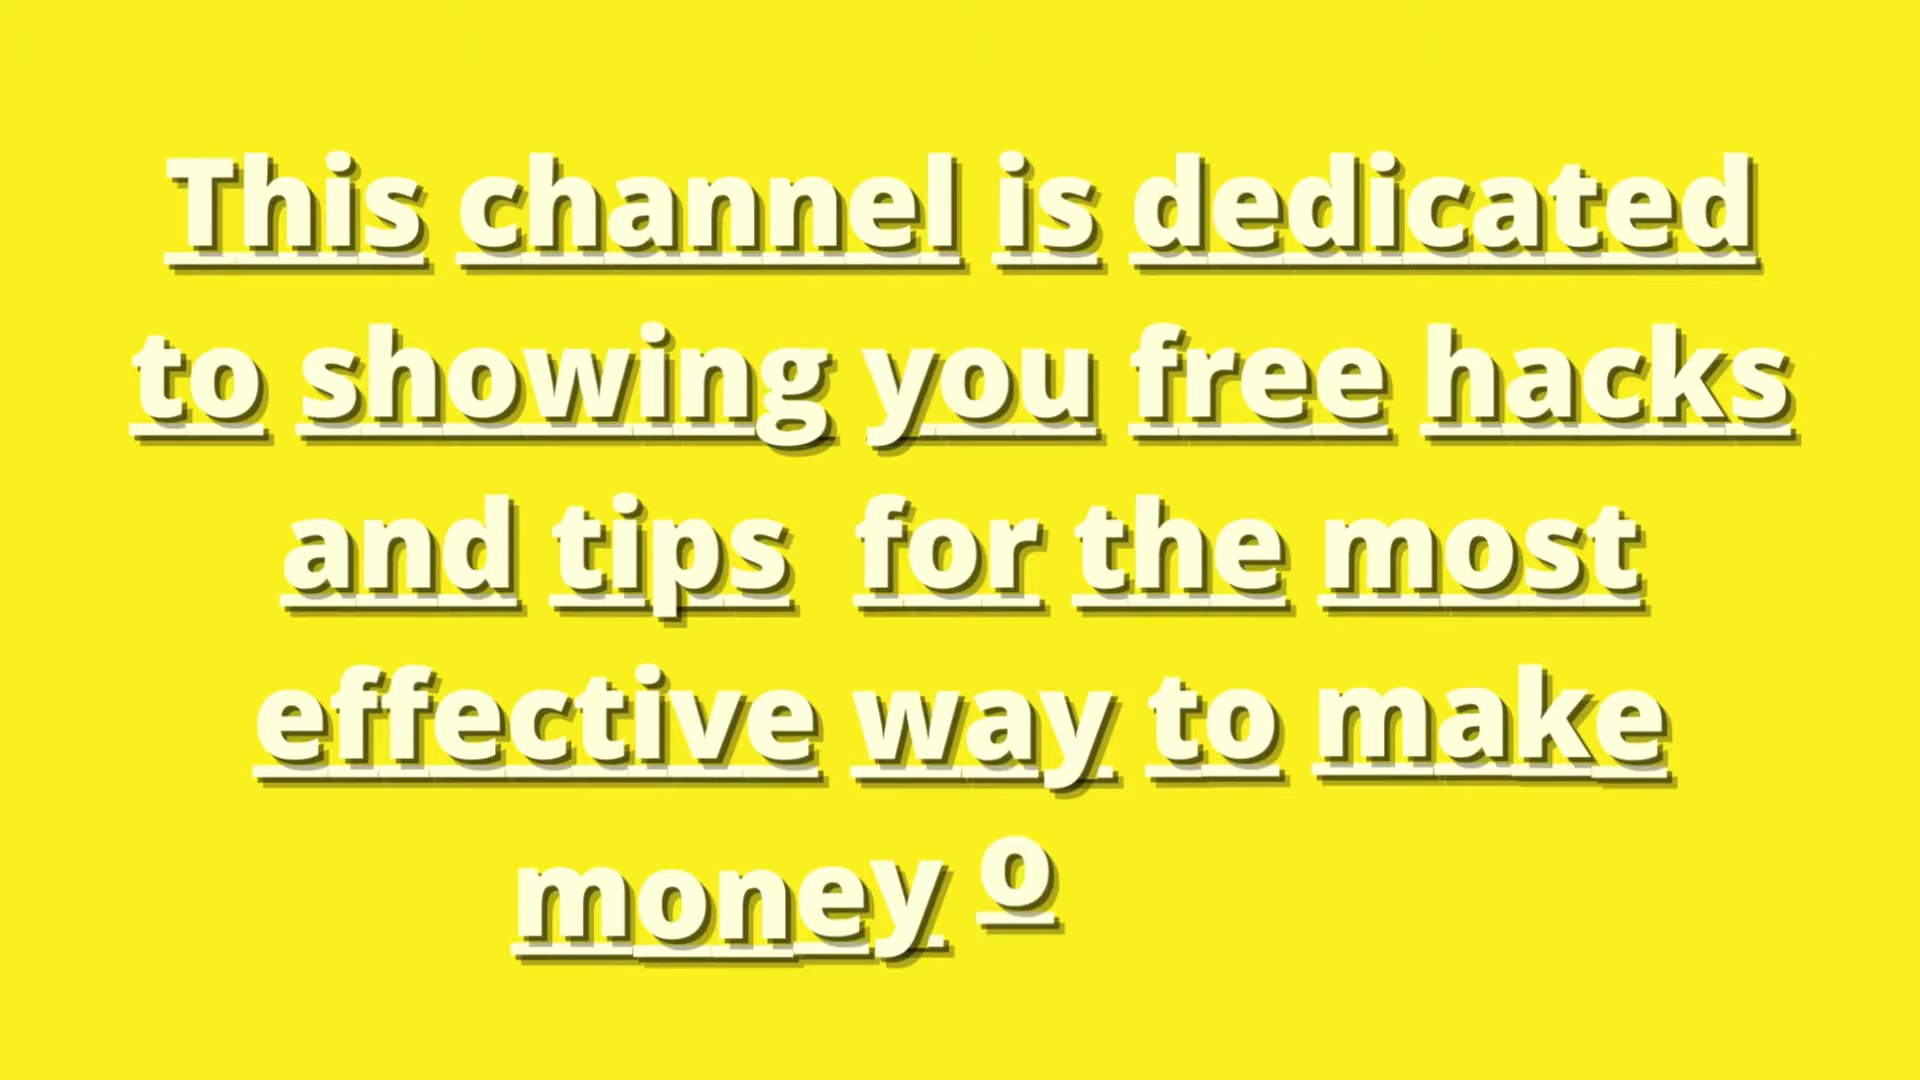 This channel is dedicated
to showing you free hacks
and tips  for the most
effective way to make
money o